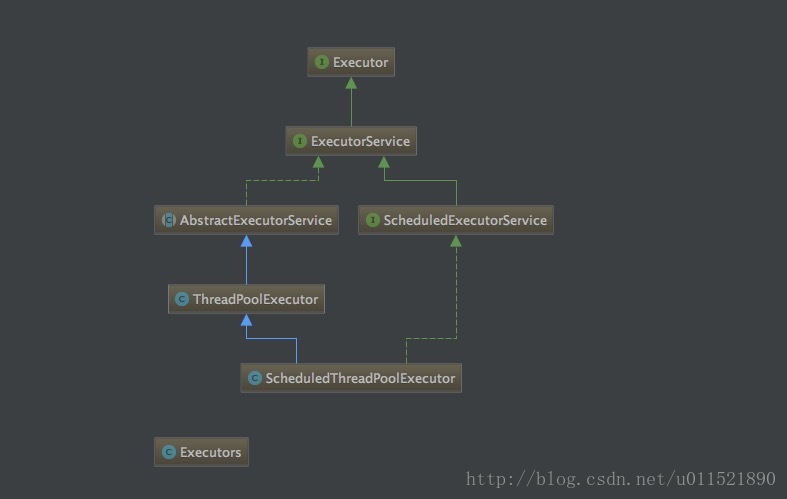 I Executor
I ExecutorService
C AbstractExecutorService
I ScheduledExecutorService
C ThreadPoolExecutor
C ScheduledThreadPoolExecutor
C Executors
http://blog.csdn.net/u011521890